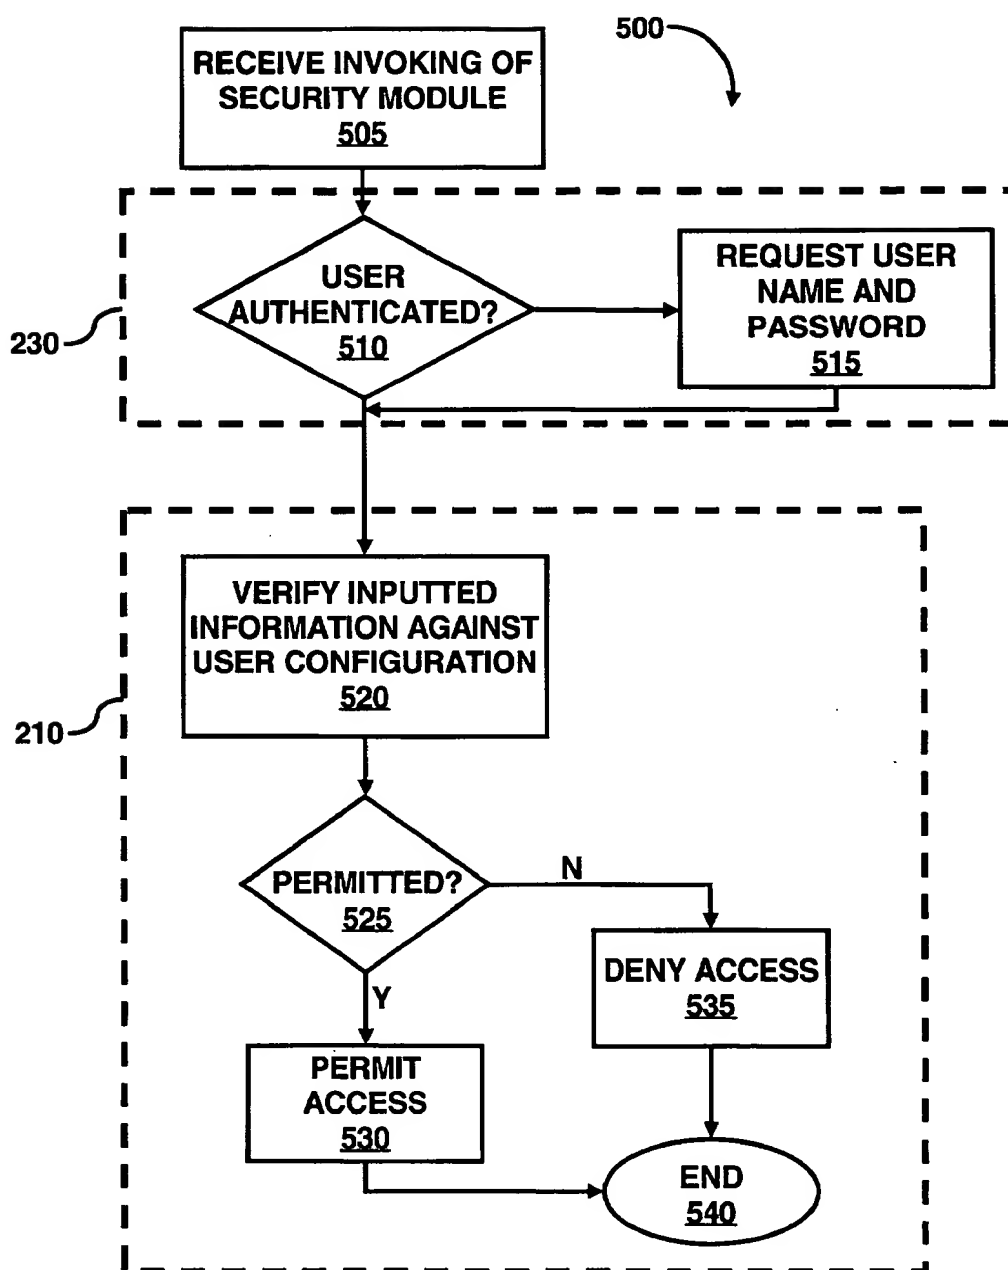 500
RECEIVE INVOKING OF
SECURITY MODULE
505
USER
AUTHENTICATED?
510
REQUEST USER
NAME AND
PASSWORD
515
230
VERIFY INPUTTED
INFORMATION AGAINST
USER CONFIGURATION
520
210
PERMITTED?
525
N
Y
DENY ACCESS
535
PERMIT
ACCESS
530
END
540